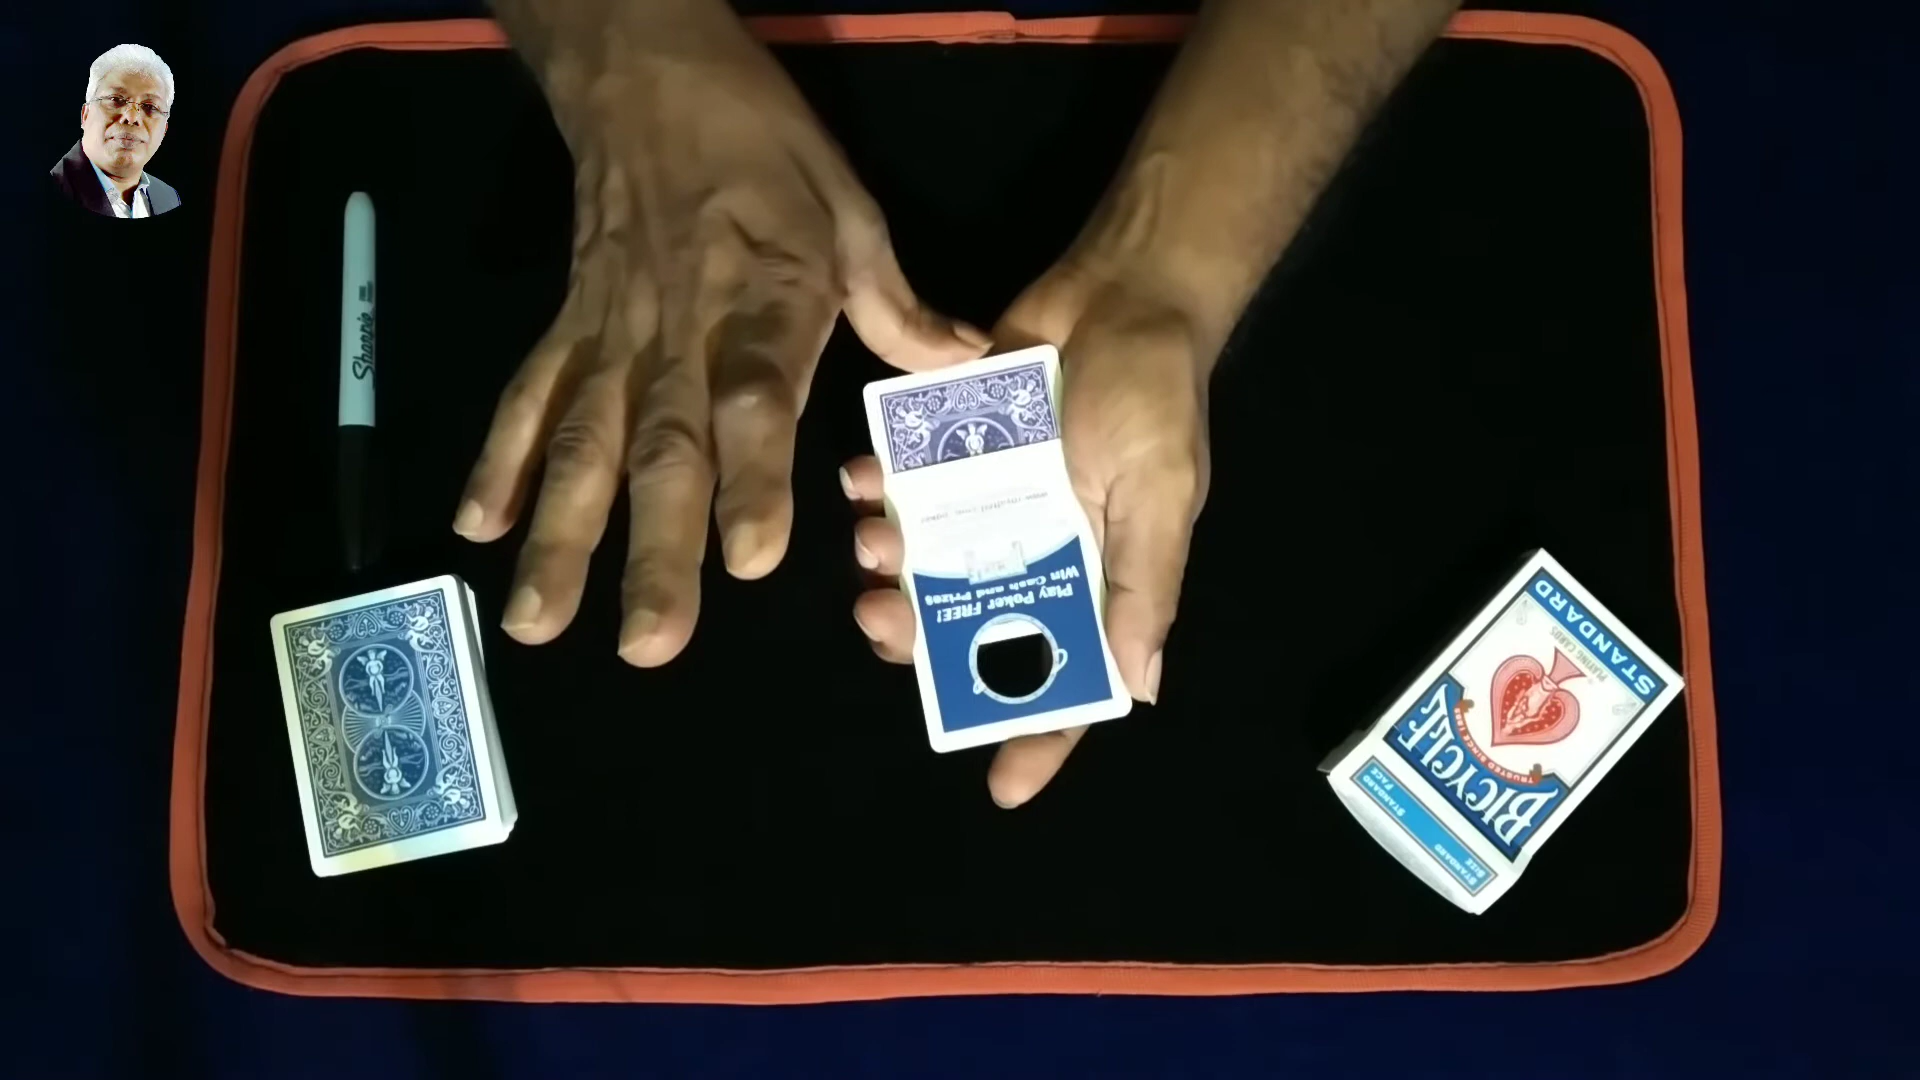 Sharpie
Play Poker FREE!
Win Cash and Prizes
STANDARD
PLAYING CARDS
BICYCLE
TRUSTED SINCE 1885
STANDARD
FACE
STANDARD
SIZE